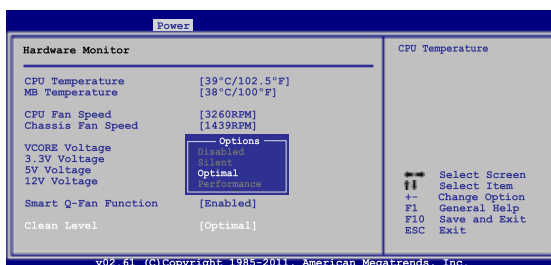 Power
Hardware Monitor
CPU Temperature [39°C/102.5°F]
MB Temperature [38°C/100°F]
CPU Fan Speed [3260RPM]
Chassis Fan Speed [1439RPM]
VCORE Voltage
3.3V Voltage
5V Voltage
12V Voltage
Options
Disabled
Silent
Optimal
Performance
Smart Q-Fan Function [Enabled]
Clean Level [Optimal]
CPU Temperature
Select Screen
Select Item
+- Change Option
F1 General Help
F10 Save and Exit
ESC Exit
v02.61 (C)Copyright 1985-2011, American Megatrends, Inc.